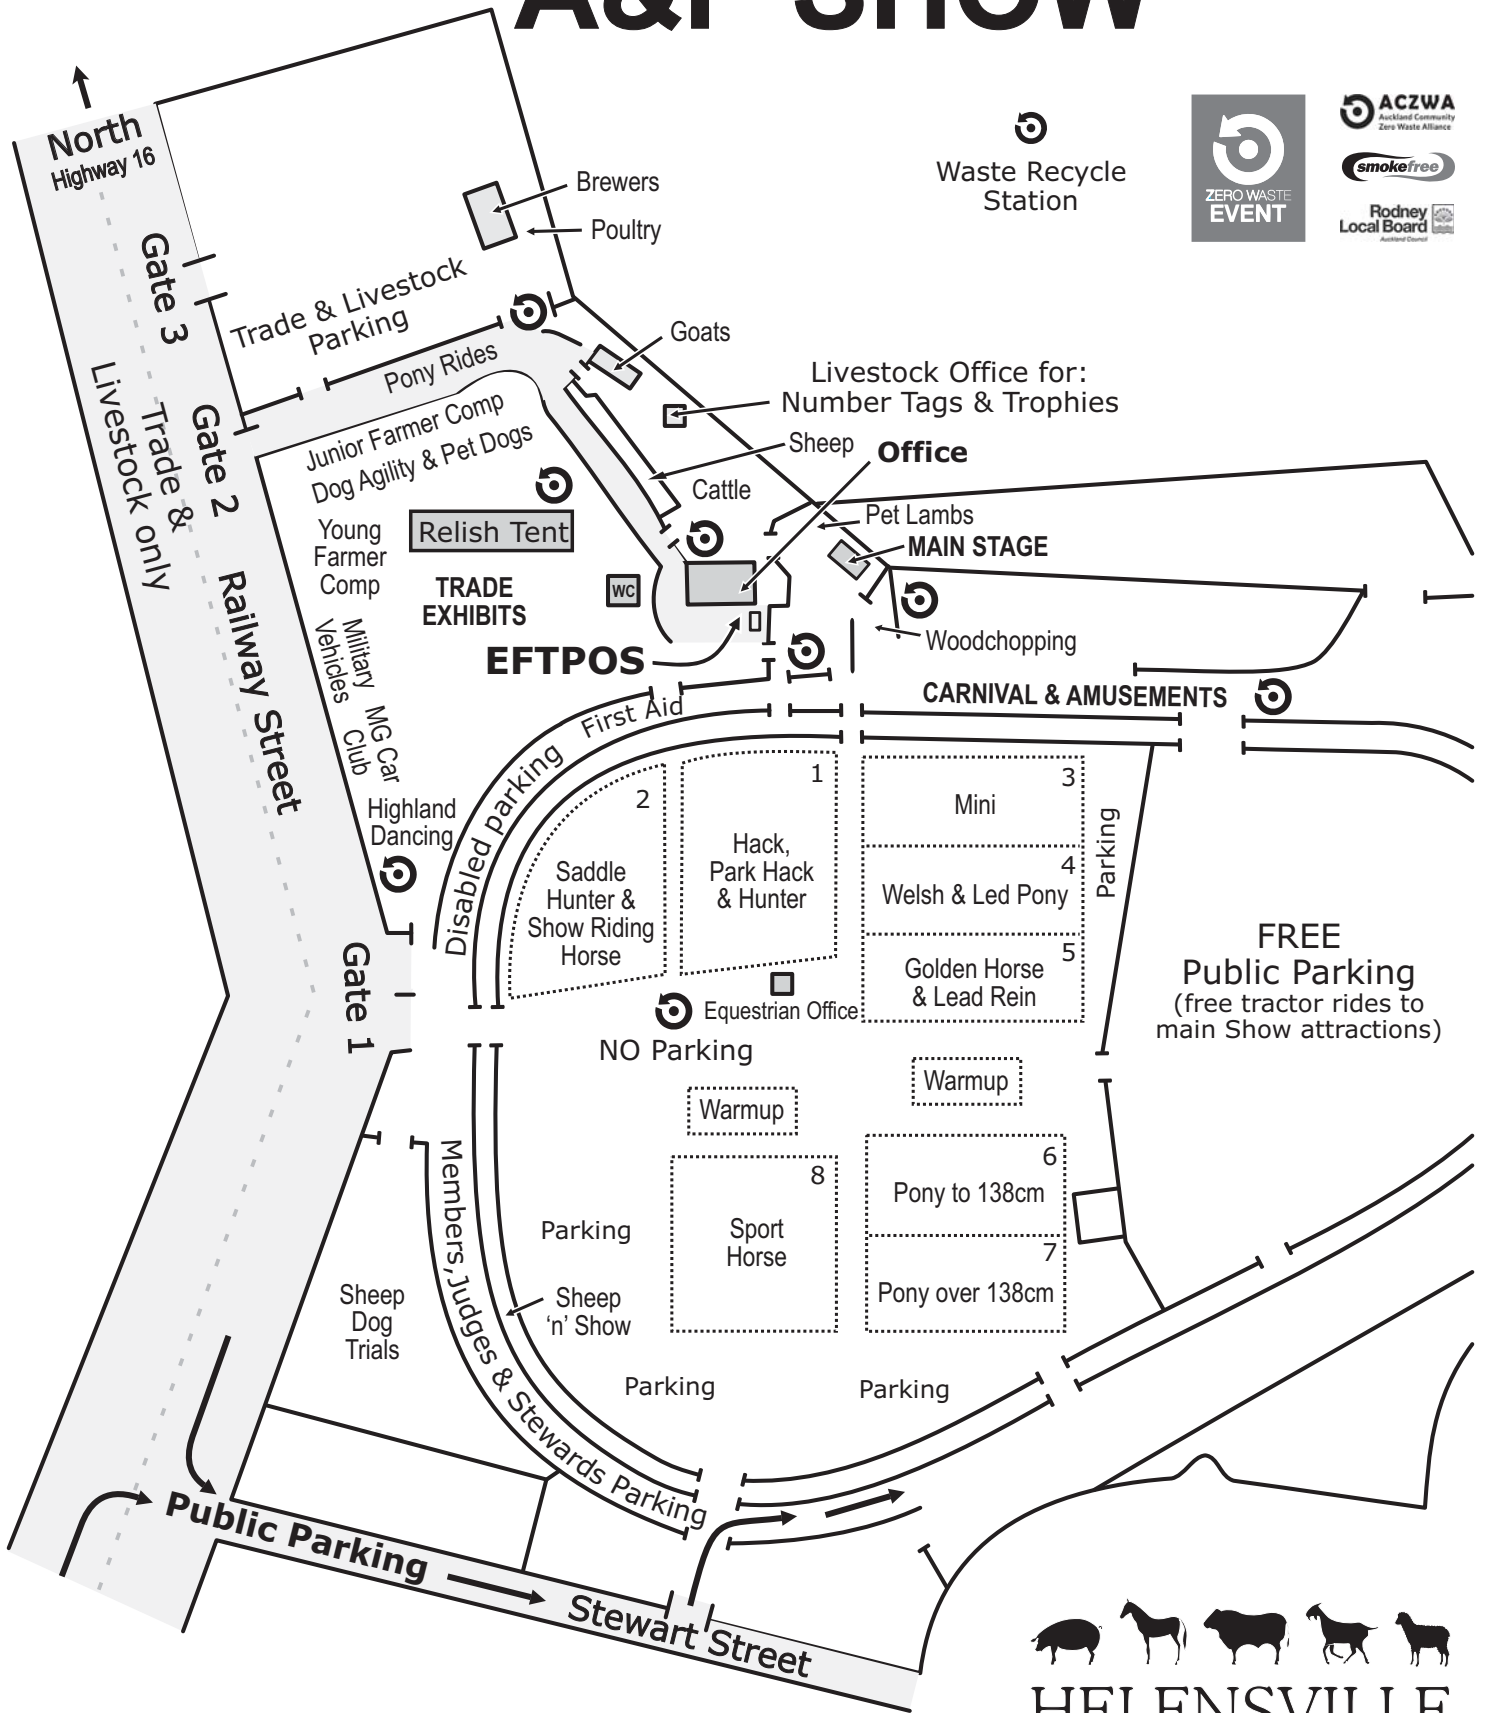 A&P SHOW
North
Highway 16
Waste Recycle
Station
ZERO WASTE
EVENT
ACZWA
Auckland Community
Zero Waste Alliance
smokefree
Rodney
Local Board
Auckland Council
Brewers
Poultry
Gate 3
Trade & Livestock
Parking
Pony Rides
Goats
Livestock Office for:
Number Tags & Trophies
Sheep
Office
Cattle
Pet Lambs
MAIN STAGE
Woodchopping
CARNIVAL & AMUSEMENTS
Trade &
Livestock only
Gate 2
Railway Street
Junior Farmer Comp
Dog Agility & Pet Dogs
Young
Farmer
Comp
Relish Tent
TRADE
EXHIBITS
WC
EFTPOS
Military
Vehicles
MG Car
Club
Highland
Dancing
First Aid
Disabled parking
Gate 1
1
Hack,
Park Hack
& Hunter
2
Saddle
Hunter &
Show Riding
Horse
3
Mini
4
Welsh & Led Pony
5
Golden Horse
& Lead Rein
Parking
FREE
Public Parking
(free tractor rides to
main Show attractions)
Equestrian Office
NO Parking
Warmup
Warmup
6
Pony to 138cm
7
Pony over 138cm
8
Sport
Horse
Parking
Sheep
'n' Show
Members, Judges & Stewards Parking
Sheep
Dog
Trials
Parking
Parking
Public Parking
Stewart Street
HELENSVILLE